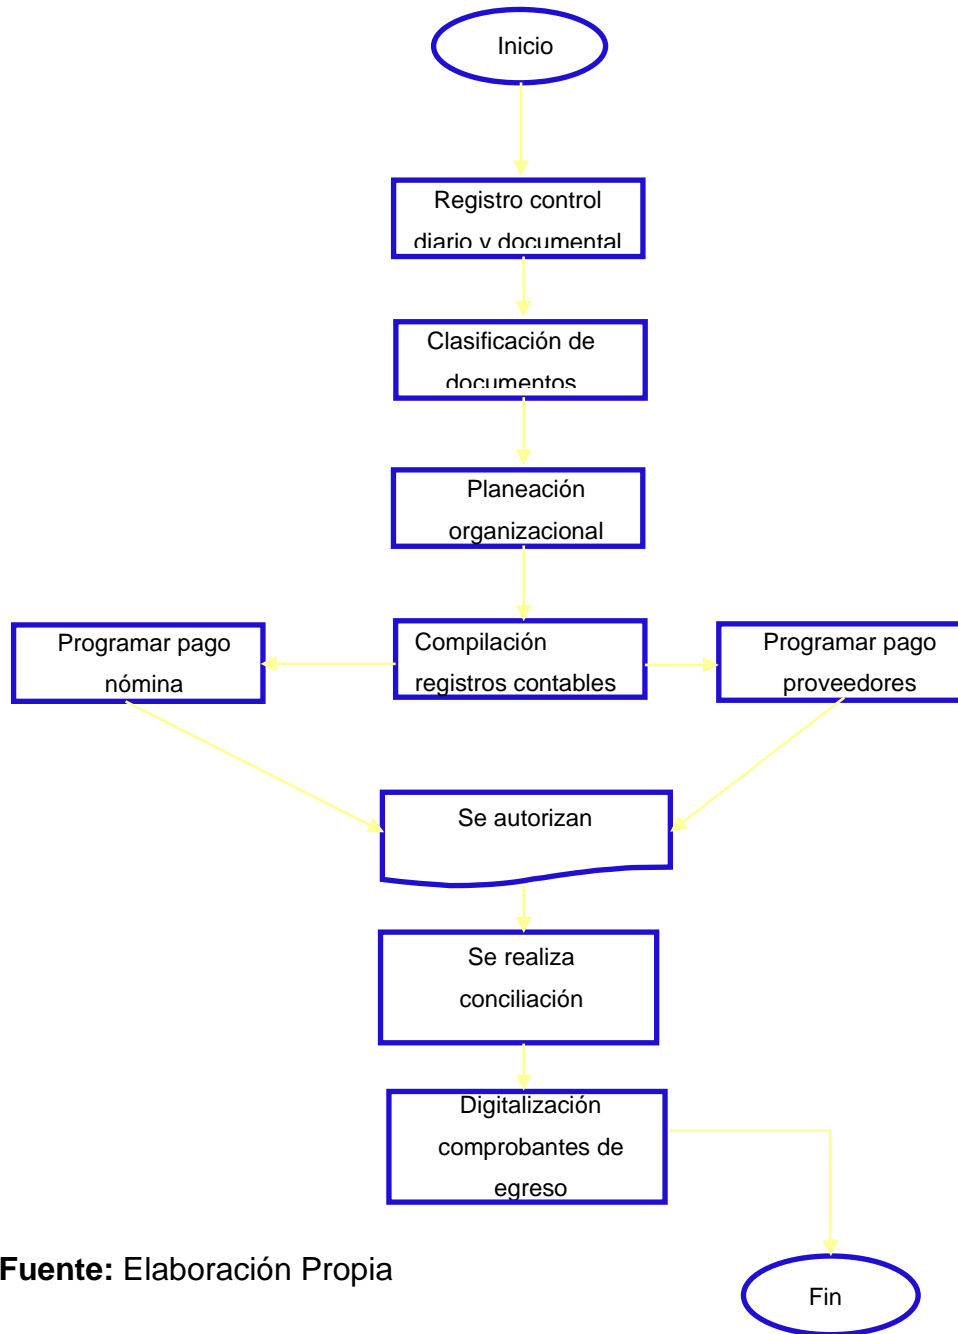 Inicio
Registro control
diario y documental
Clasificación de
documentos
Planeación
organizacional
Programar pago
nómina
Compilación
registros contables
Programar pago
proveedores
Se autorizan
Se realiza
conciliación
Digitalización
comprobantes de
egreso
Fuente: Elaboración Propia
Fin